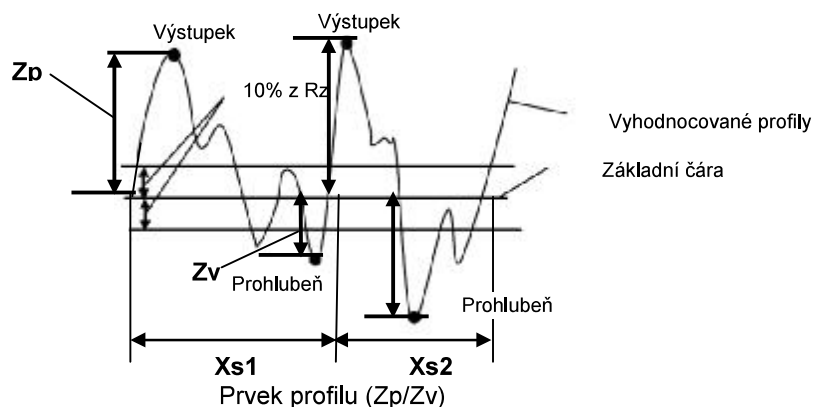 Výstupek
Výstupek
Zp
10% z Rz
Vyhodnocované profily
Základní čára
Zv
Prohlubeň
Prohlubeň
Xs1
Xs2
Prvek profilu (Zp/Zv)